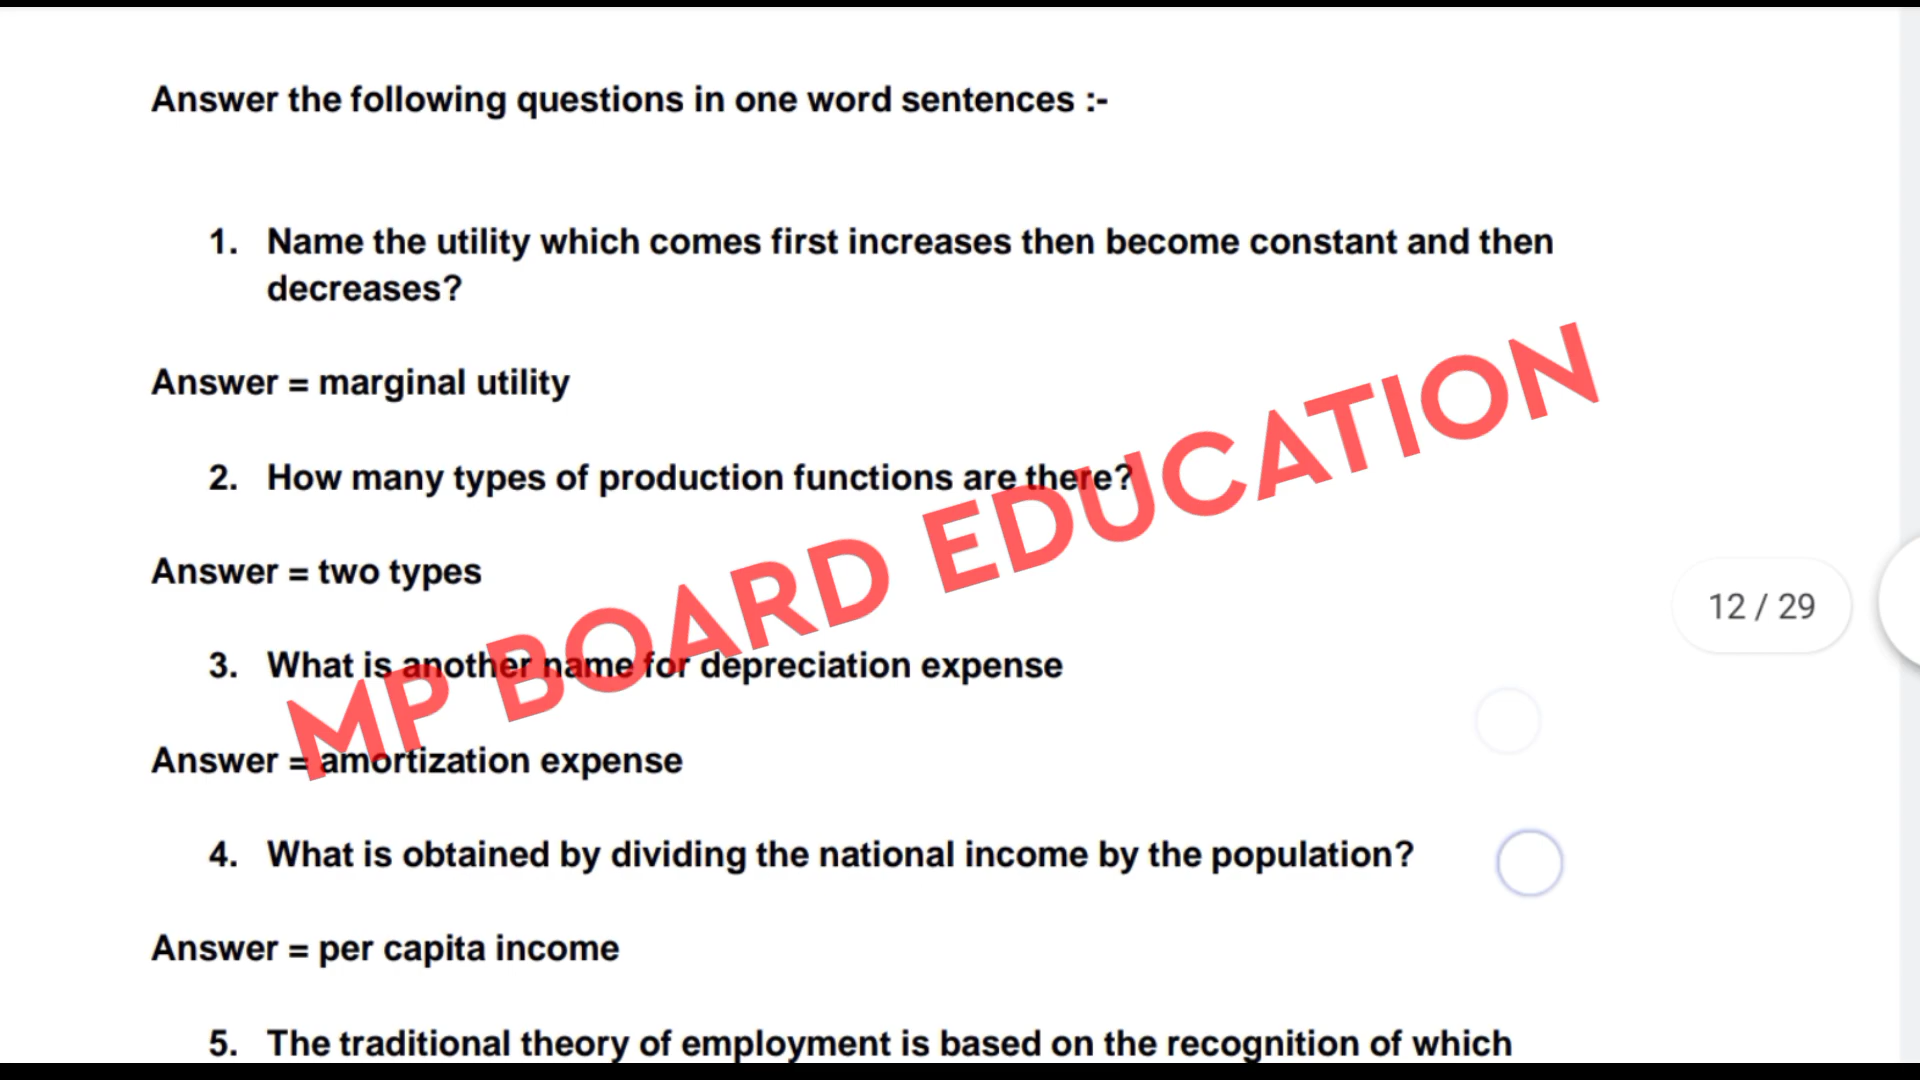 Answer the following questions in one word sentences :-
1. Name the utility which comes first increases then become constant and then
decreases?
Answer = marginal utility
2. How many types of production functions are there?
Answer = two types
3. What is another name for depreciation expense
Answer = amortization expense
4. What is obtained by dividing the national income by the population?
Answer = per capita income
5. The traditional theory of employment is based on the recognition of which
MP BOARD EDUCATION
12 / 29